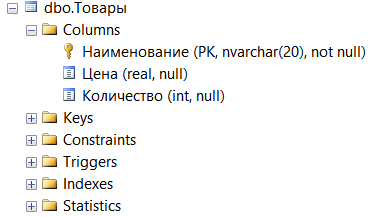 dbo.Товары
Columns
Наименование (PK, nvarchar(20), not null)
Цена (real, null)
Количество (int, null)
Keys
Constraints
Triggers
Indexes
Statistics